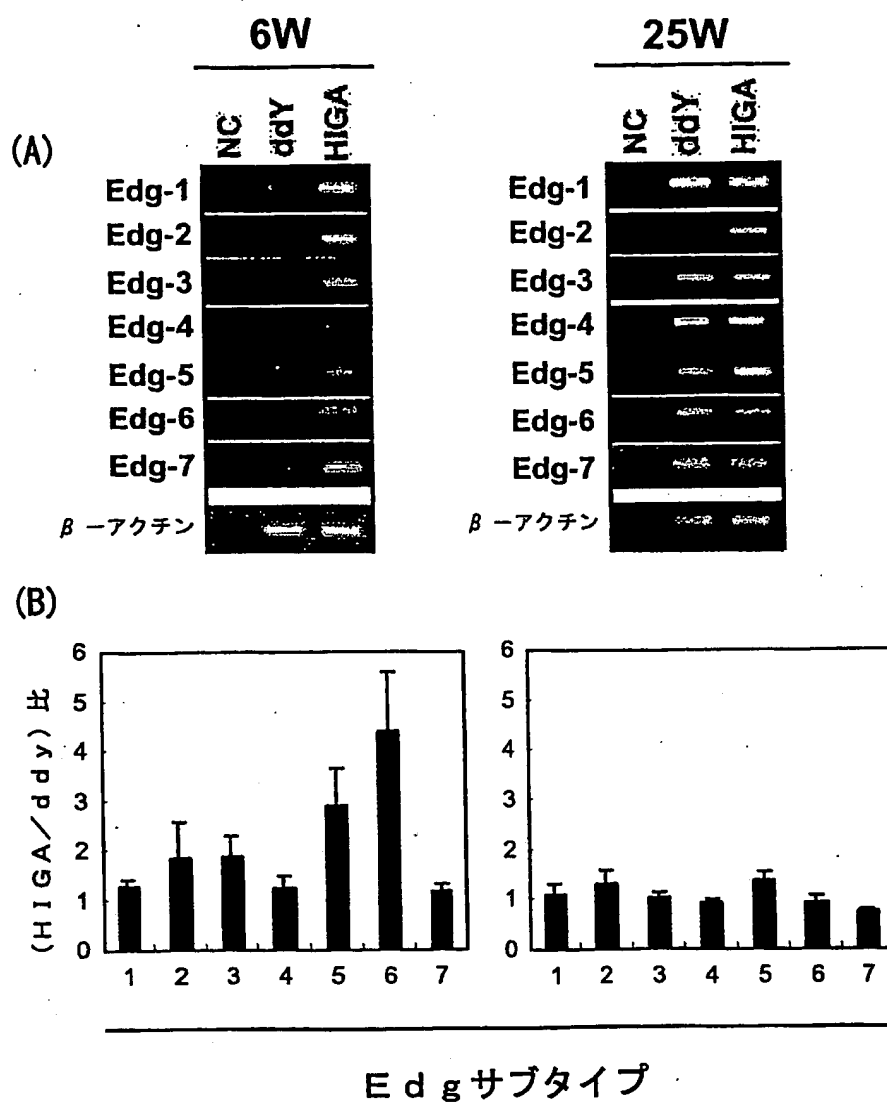 6W 25W
NC ddY HIGA NC ddY HIGA
(A)
Edg-1 Edg-1
Edg-2 Edg-2
Edg-3 Edg-3
Edg-4 Edg-4
Edg-5 Edg-5
Edg-6 Edg-6
Edg-7 Edg-7
β-アクチン β-アクチン
(B)
(HIGA/ddy)比
6 6
5 5
4 4
3 3
2 2
1 1
0 0
1 2 3 4 5 6 7 1 2 3 4 5 6 7
Edgサブタイプ